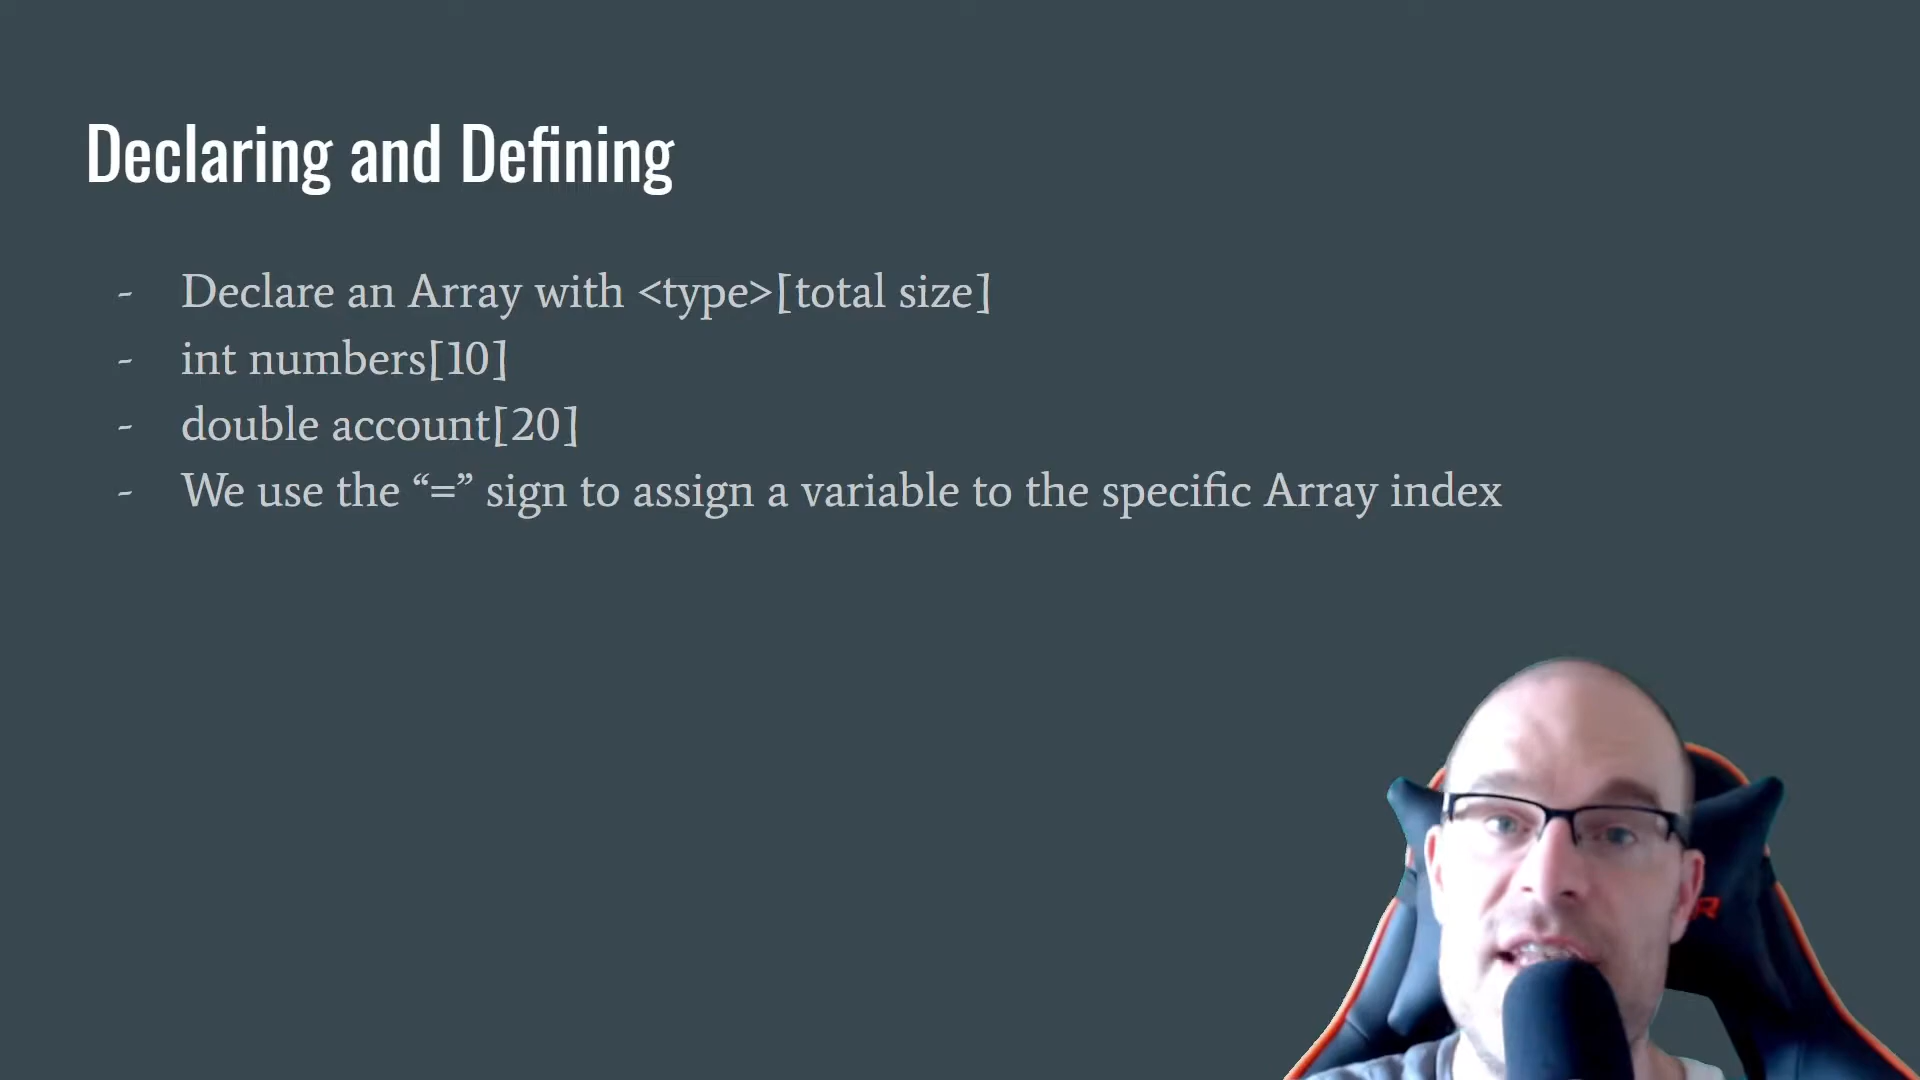 Declaring and Defining
- Declare an Array with <type>[total size]
- int numbers[10]
- double account[20]
- We use the “=” sign to assign a variable to the specific Array index